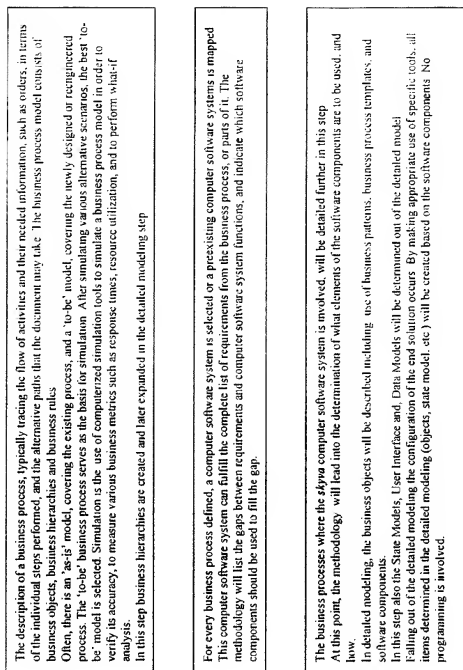 The description of a business process, typically tracing the flow of activities and their needed information, such as orders, in terms
of the individual steps performed, and the alternative paths that the document may take The business process model consists of
business objects, business hierarchies and business rules
Often, there is an 'as-is' model, covering the existing process, and a 'to-be' model, covering the newly designed or reengineered
process. The 'to-be' business process serves as the basis for simulation After simulating various alternative scenarios, the best 'to-
be' model is selected. Simulation is the use of computerized simulation tools to simulate a business process model in order to
verify its accuracy, to measure various business metrics such as response times, resource utilization, and to perform what-if
analysis.
In this step business hierarchies are created and later expanded in the detailed modeling step
For every business process defined, a computer software system is selected or a preexisting computer software systems is mapped
This computer software system can fulfill the complete list of requirements from the business process, or parts of it. The
methodology will list the gaps between requirements and computer software system functions, and indicate which software
components should be used to fill the gap.
The business processes where the skyva computer software system is involved, will be detailed further in this step
At this point, the methodology will lead into the determination of what elements of the software components are to be used, and
how.
In detailed modeling, the business objects will be described including use of business patterns, business process templates, and
software components.
In this step also the State Models, User Interface and, Data Models will be determined out of the detailed model
Falling out of the detailed modeling the configuration of the end solution occurs By making appropriate use of specific tools, all
items determined in the detailed modeling (objects, state model, etc ) will be created based on the software components No
programming is involved.